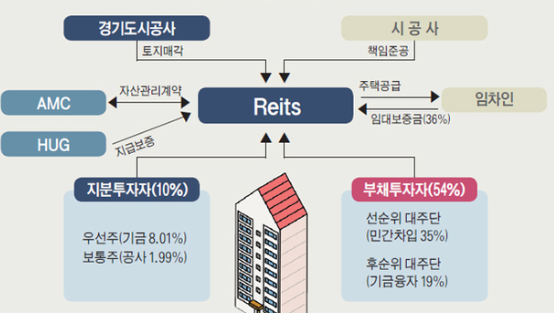 경기도시공사
시 공 사
토지매각
책임준공
AMC
자산관리계약
Reits
주택공급
임차인
임대보증금(36%)
HUG
지급보증
지분투자자(10%)
부채투자자(54%)
우선주(기금 8.01%)
보통주(공사 1.99%)
선순위 대주단
(민간차입 35%)
후순위 대주단
(기금융자 19%)